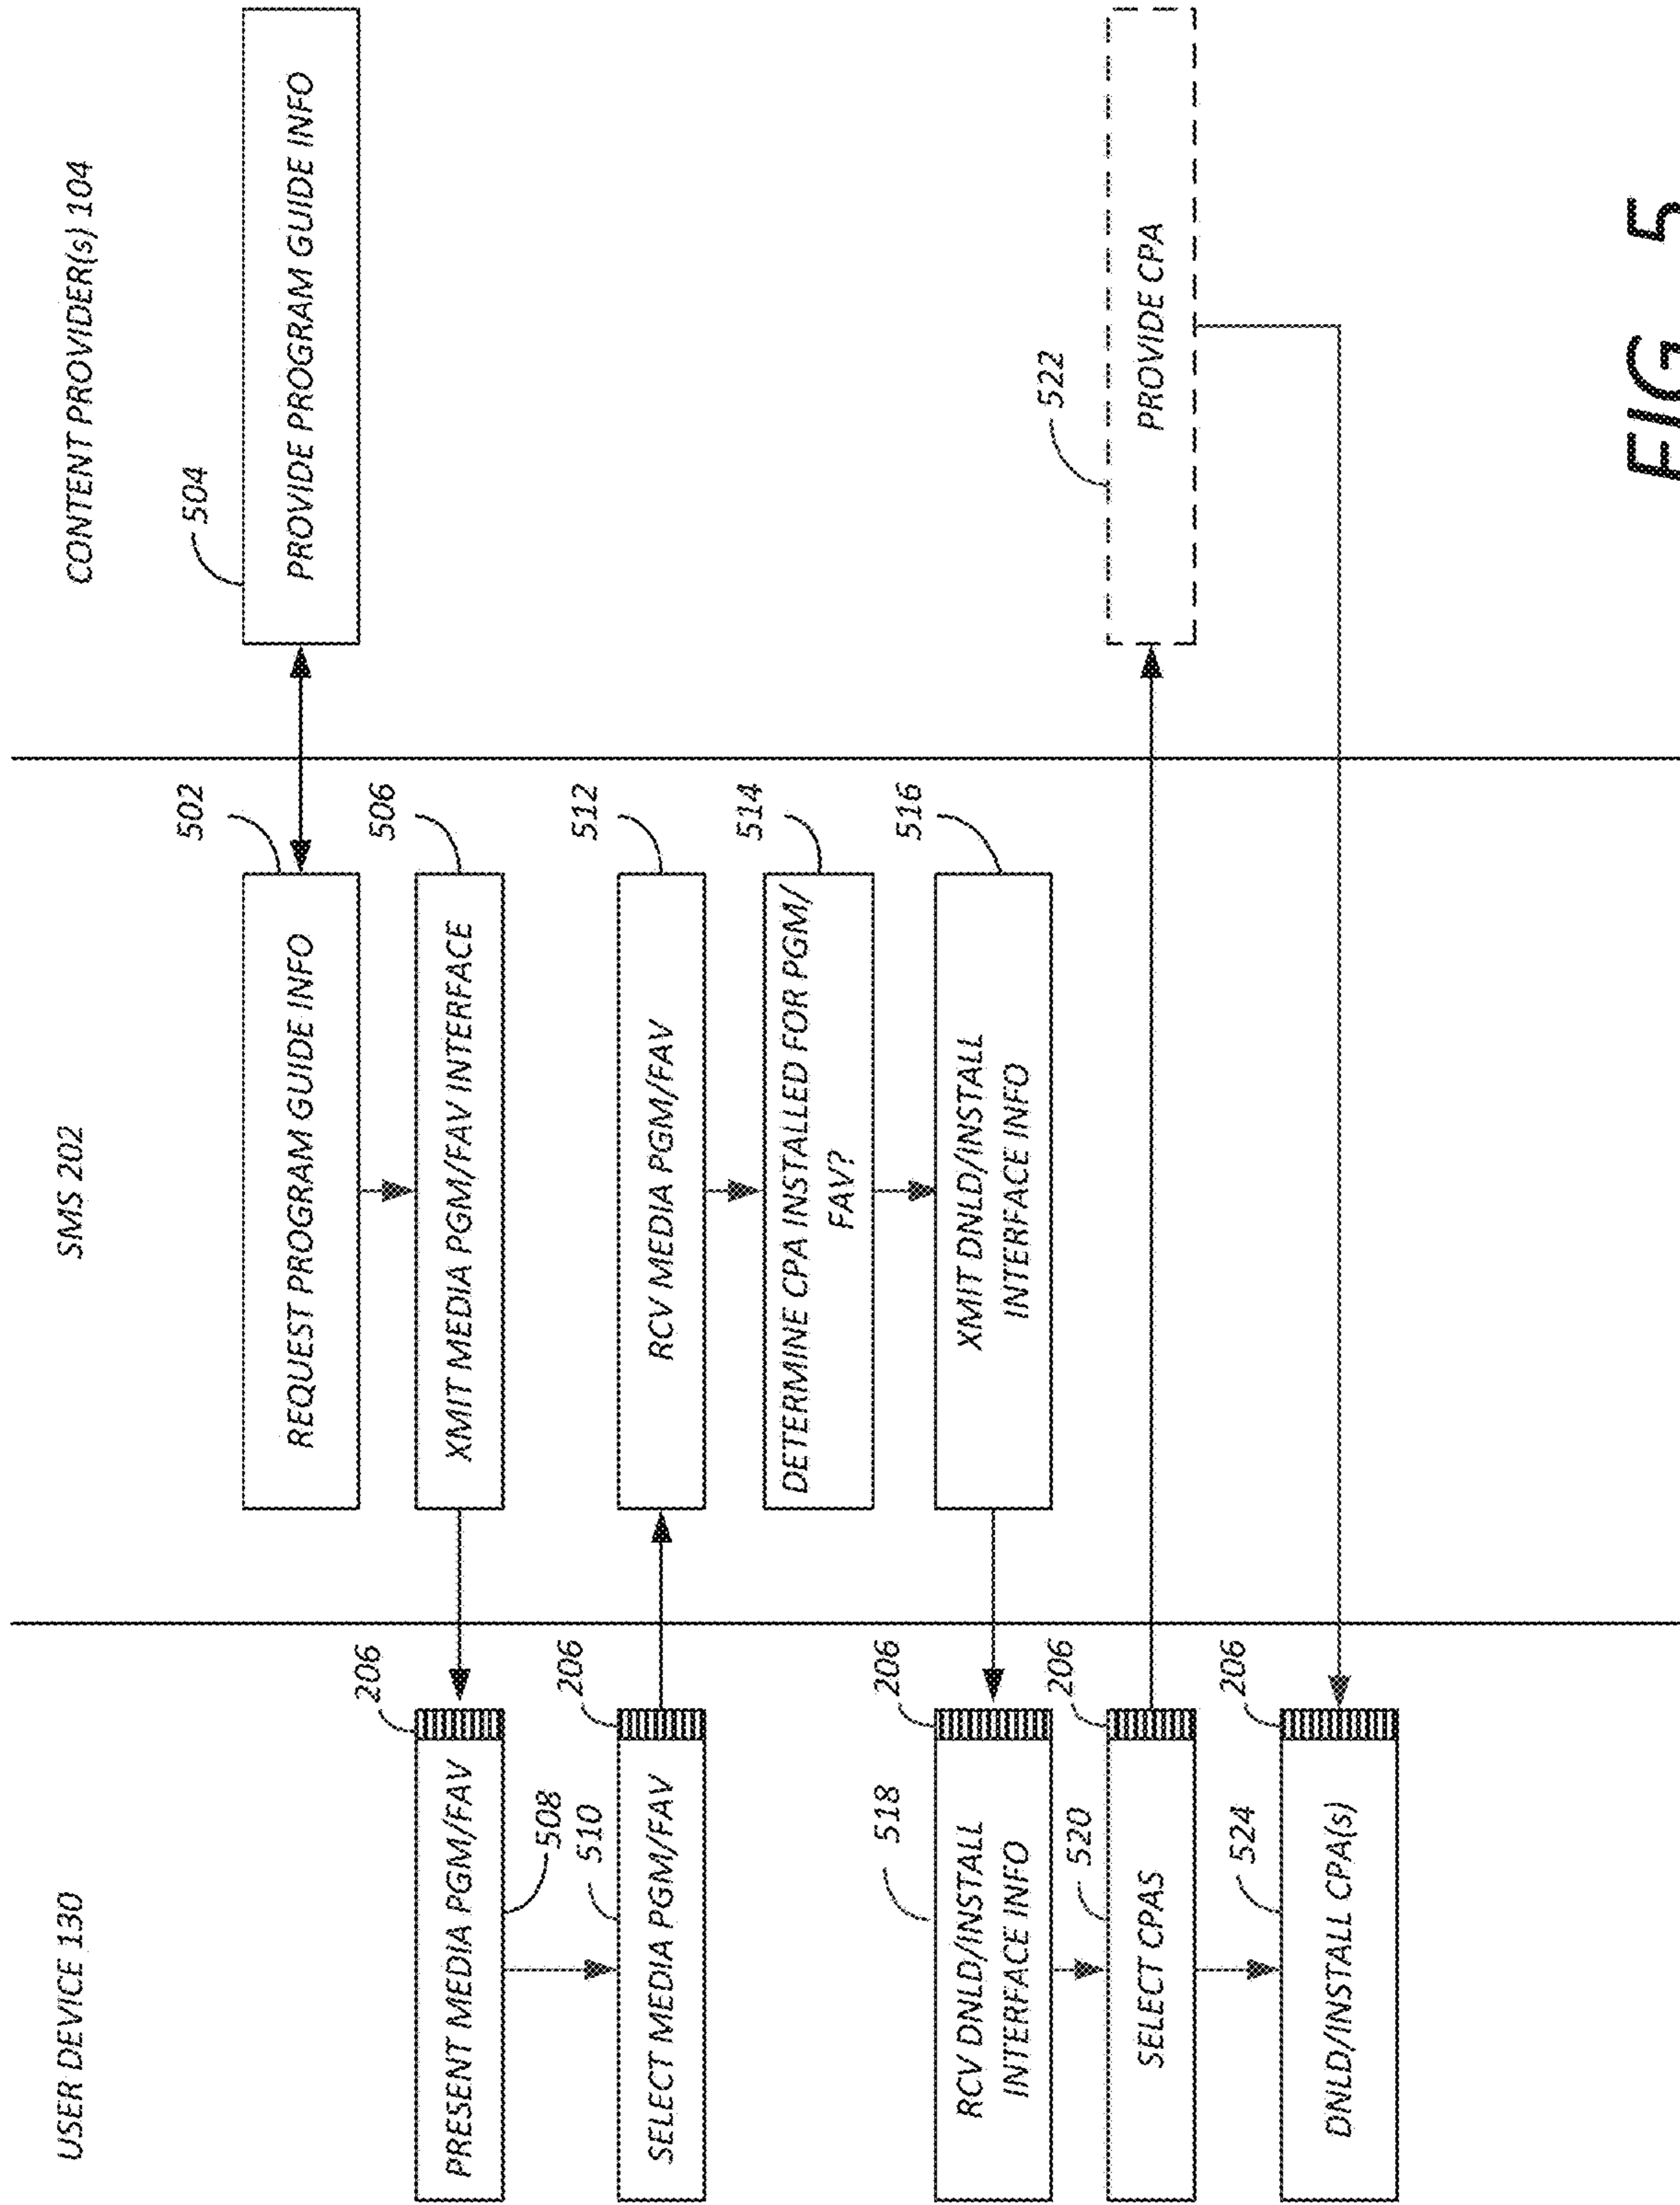 USER DEVICE 130
SMS 202
CONTENT PROVIDER(s) 104
502
REQUEST PROGRAM GUIDE INFO
504
PROVIDE PROGRAM GUIDE INFO
506
XMIT MEDIA PGM/FAV INTERFACE
206
PRESENT MEDIA PGM/FAV
508
510
206
SELECT MEDIA PGM/FAV
512
RCV MEDIA PGM/FAV
514
DETERMINE CPA INSTALLED FOR PGM/
FAV?
516
XMIT DNLD/INSTALL
INTERFACE INFO
518
206
RCV DNLD/INSTALL
INTERFACE INFO
520
206
SELECT CPAS
522
PROVIDE CPA
524
206
DNLD/INSTALL CPA(s)
FIG. 5